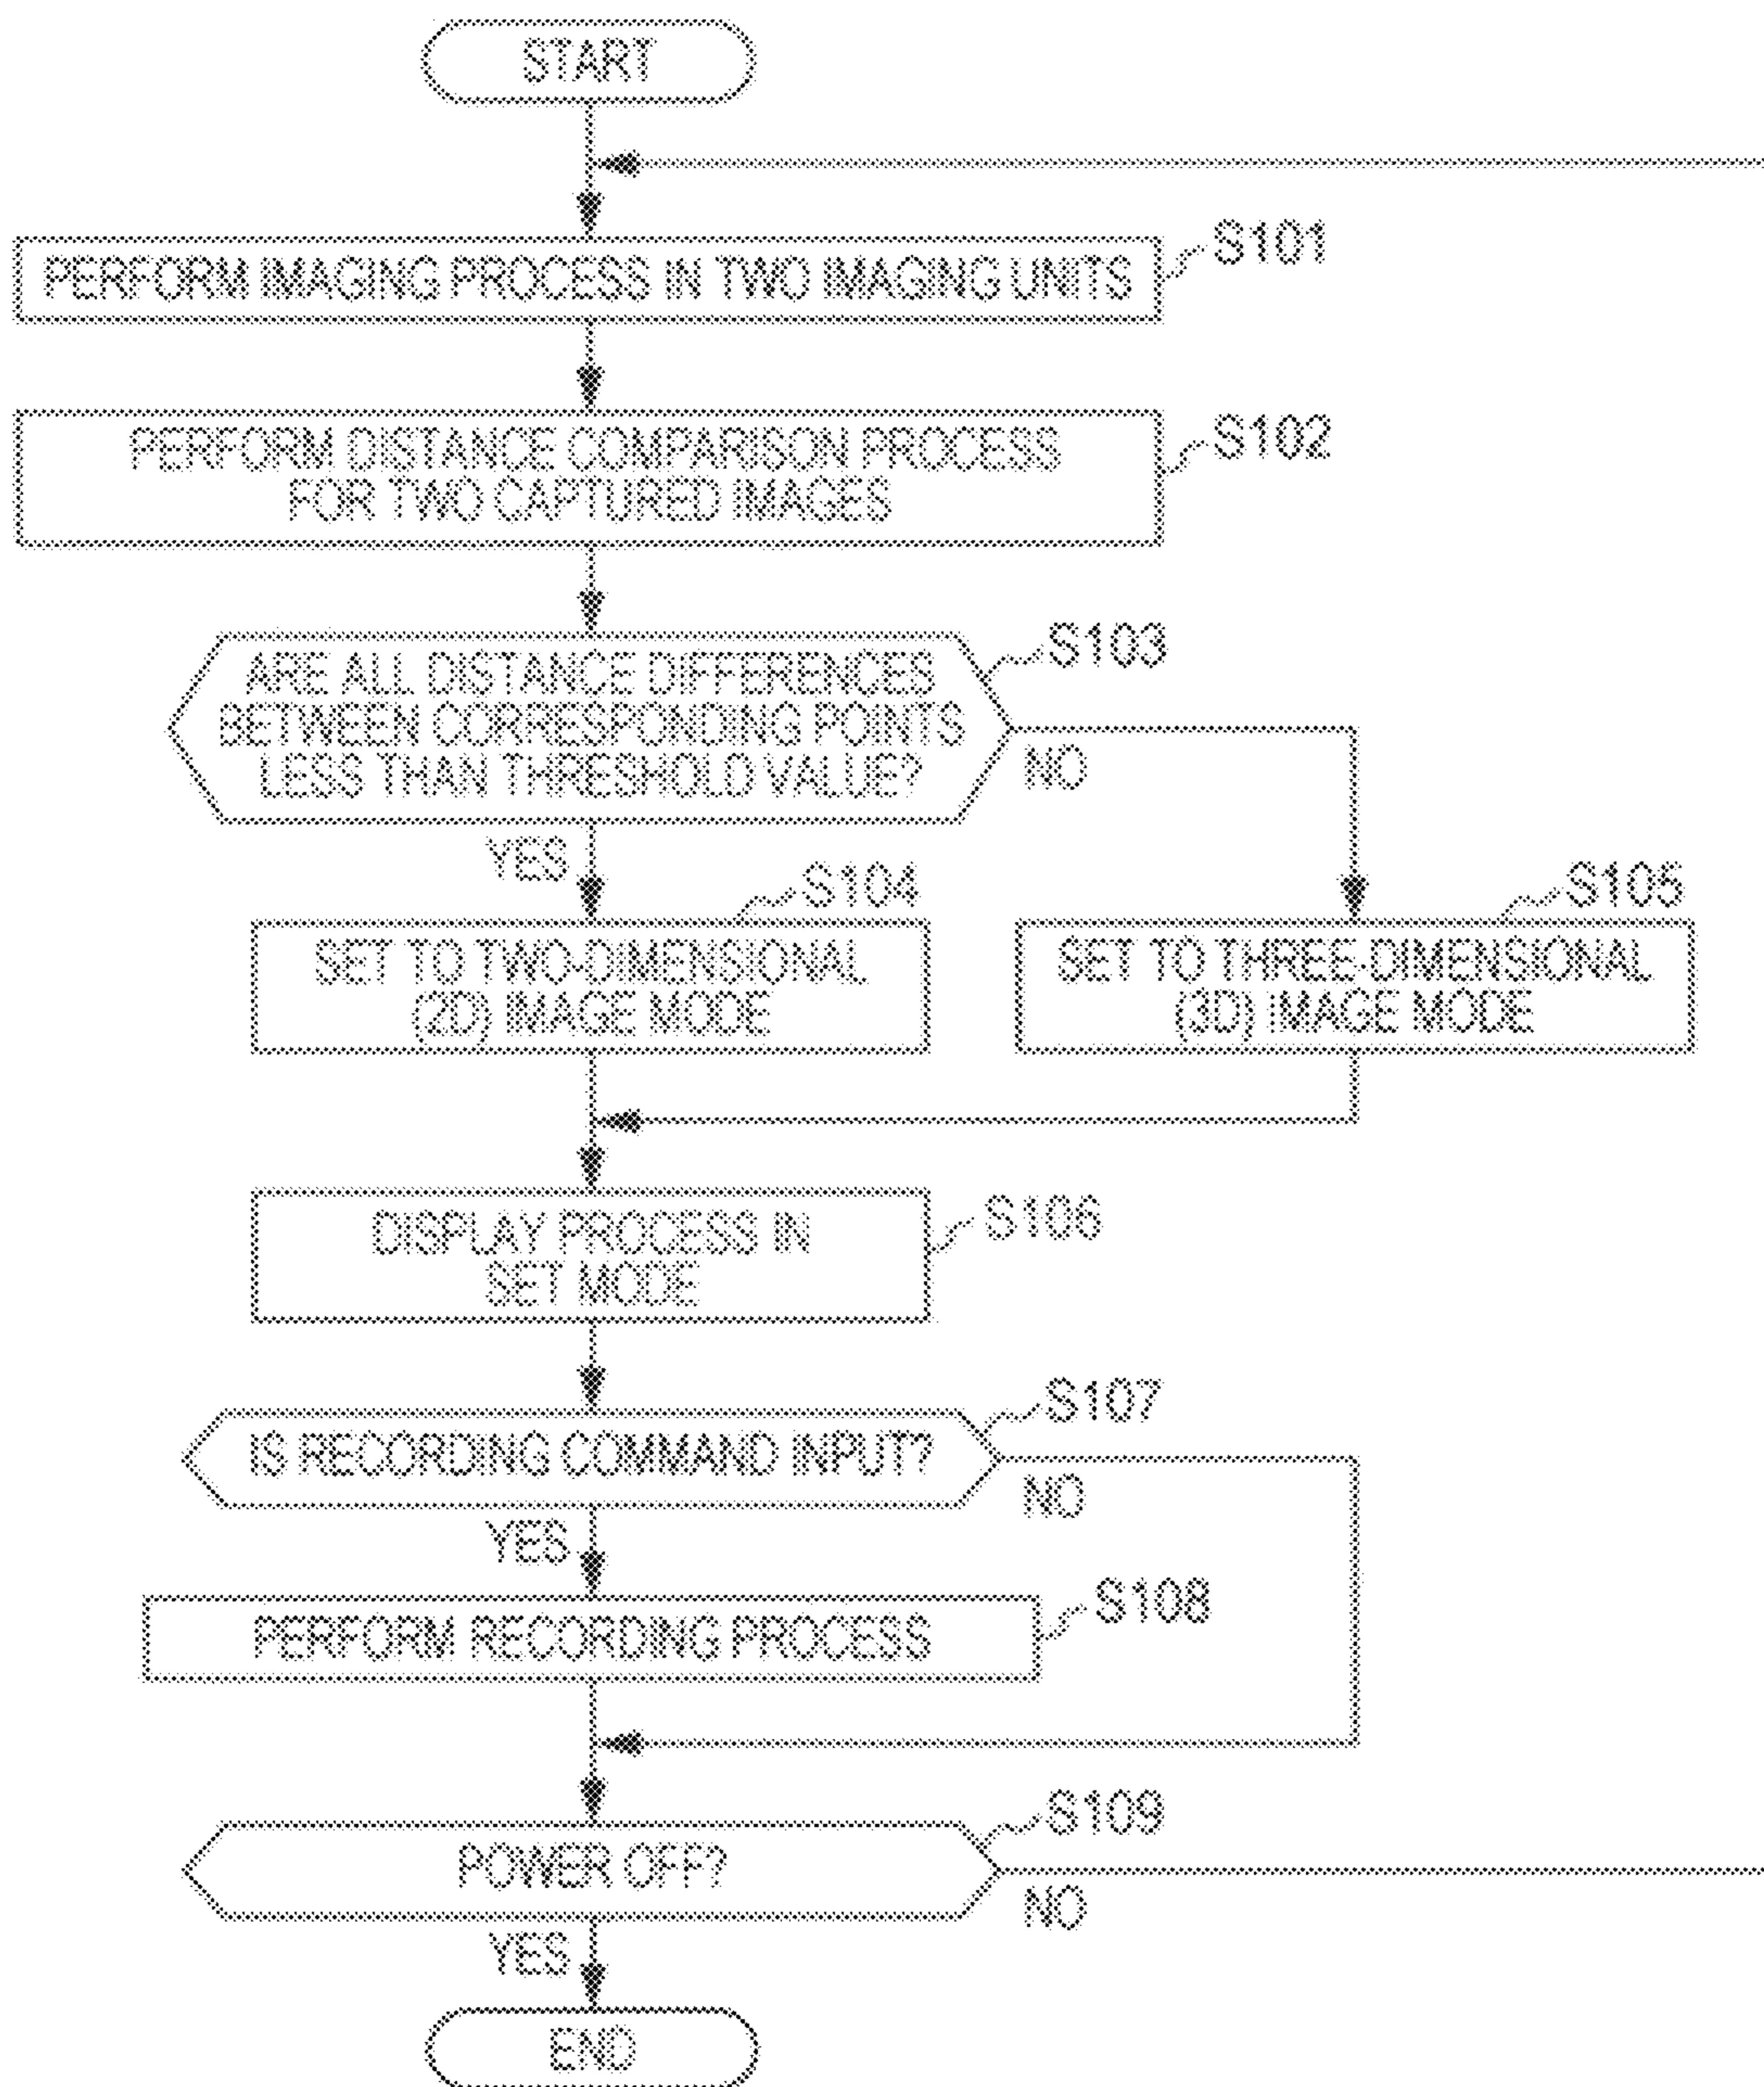 START
S101
PERFORM IMAGING PROCESS IN TWO IMAGING UNITS
S102
PERFORM DISTANCE COMPARISON PROCESS
FOR TWO CAPTURED IMAGES
S103
ARE ALL DISTANCE DIFFERENCES
BETWEEN CORRESPONDING POINTS
LESS THAN THRESHOLD VALUE?
NO
YES
S104
S105
SET TO TWO-DIMENSIONAL
(2D) IMAGE MODE
SET TO THREE-DIMENSIONAL
(3D) IMAGE MODE
S106
DISPLAY PROCESS IN
SET MODE
S107
IS RECORDING COMMAND INPUT?
NO
YES
S108
PERFORM RECORDING PROCESS
S109
POWER OFF?
NO
YES
END